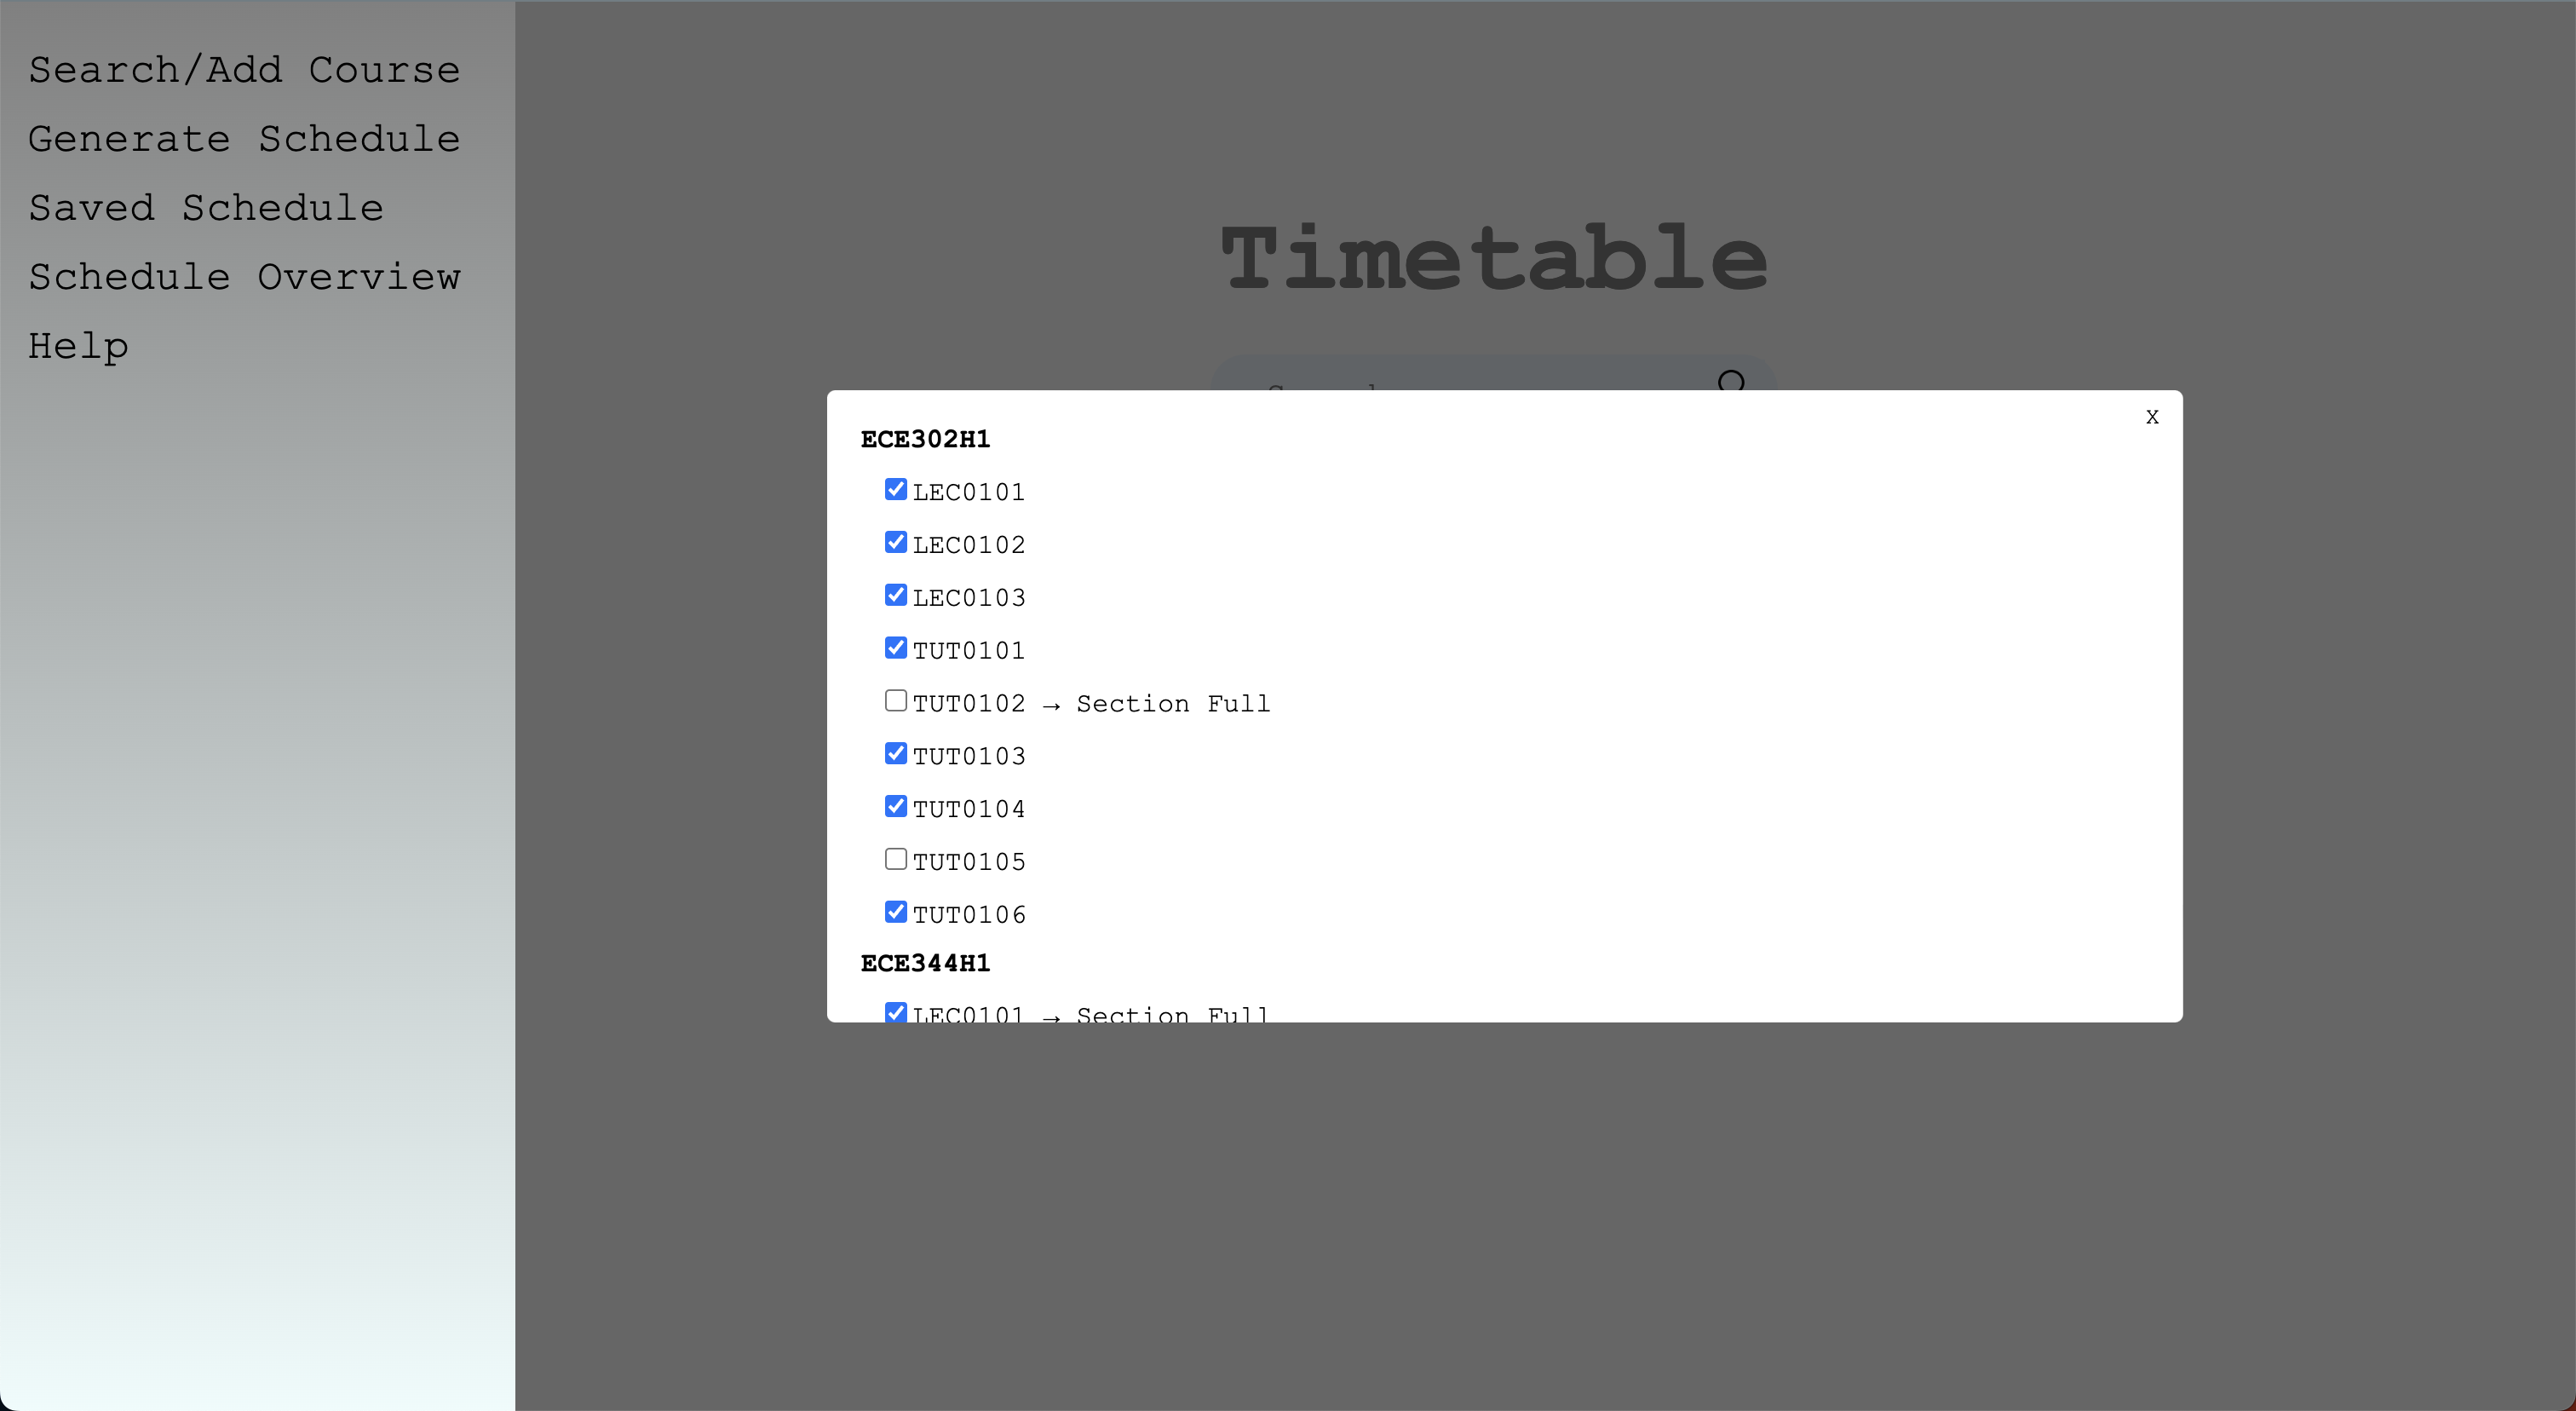 Search/Add Course
Generate Schedule
Saved Schedule
Schedule Overview
Help
Timetable
X
ECE302H1
LEC0101
LEC0102
LEC0103
TUT0101
TUT0102 → Section Full
TUT0103
TUT0104
TUT0105
TUT0106
ECE344H1
LEC0101 → Section Full